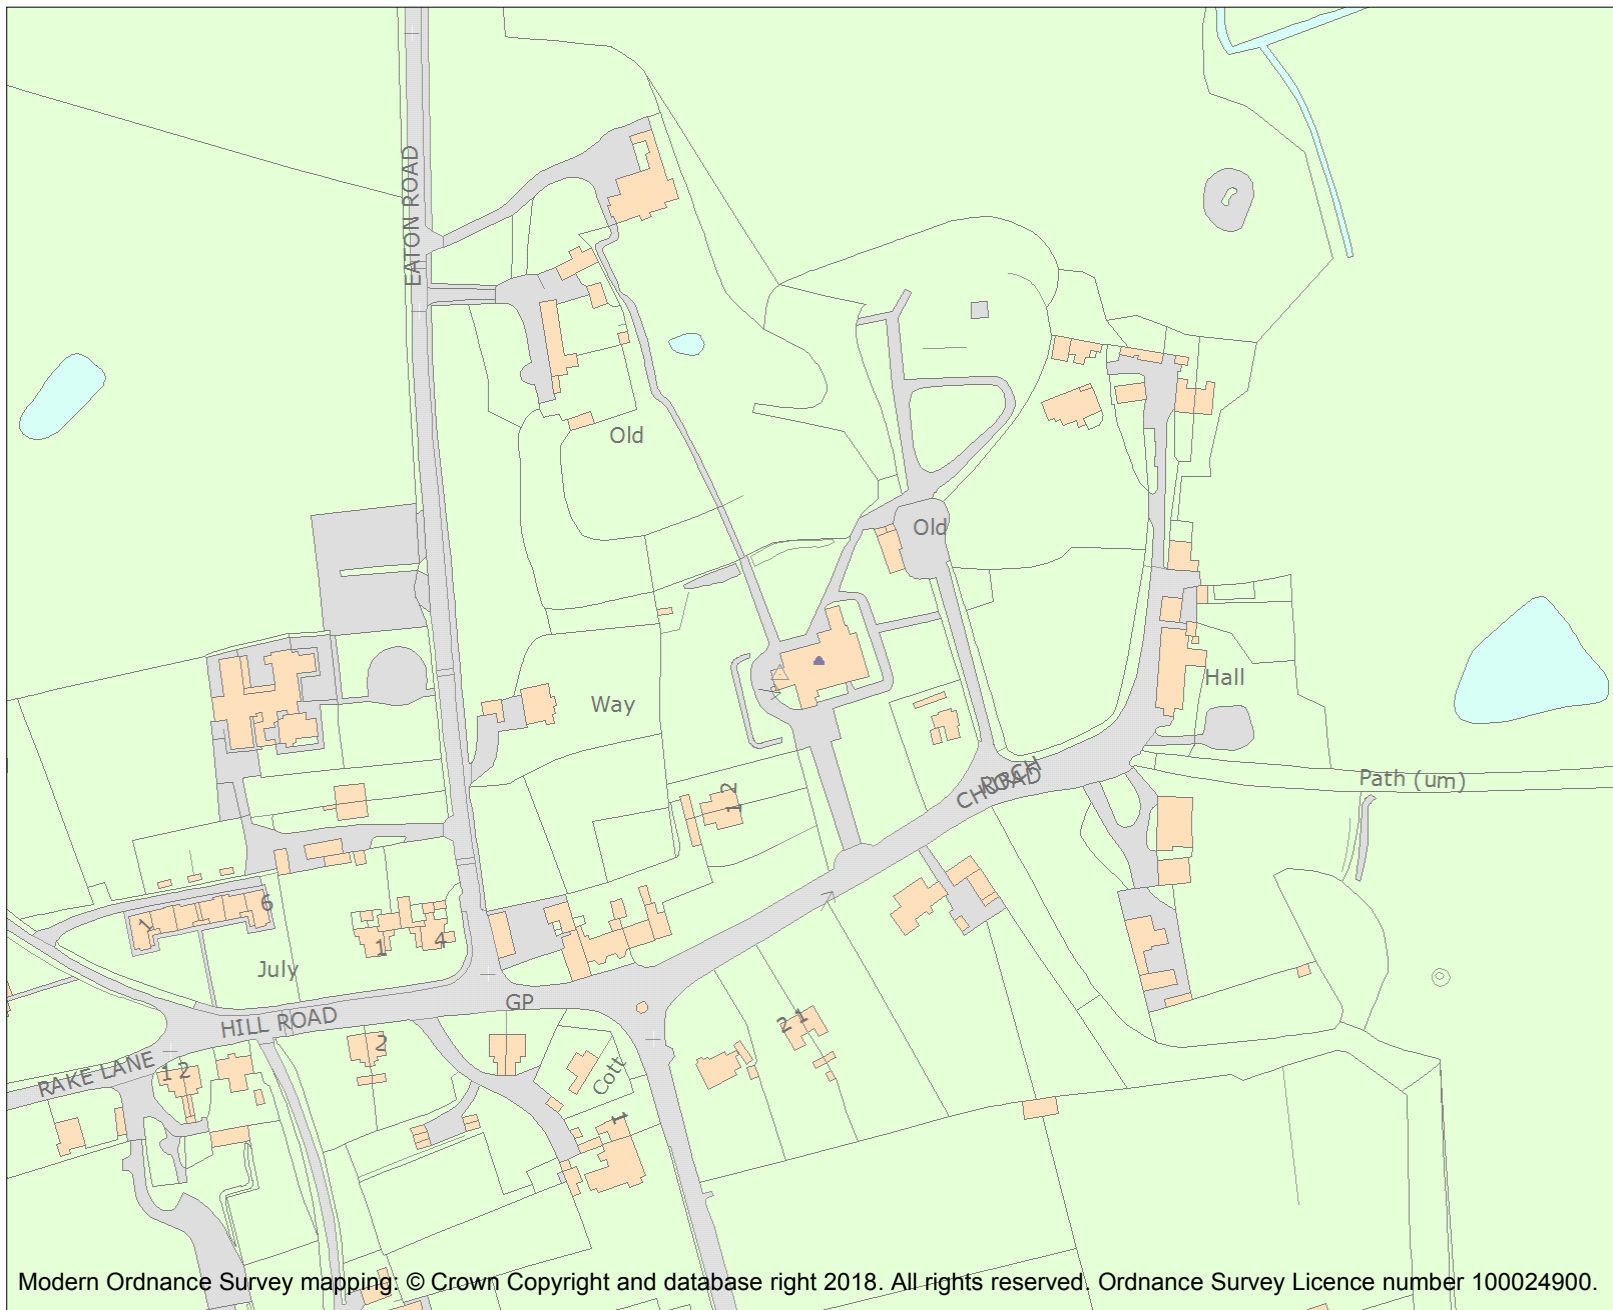 EATON ROAD
Old
Old
Way
Hall
CHURCH
ROAD
Path (um)
1 2
6
1
1
4
July
GP
HILL ROAD
2
2 1
RAKE LANE
1 2
Cott
1
Modern Ordnance Survey mapping: © Crown Copyright and database right 2018. All rights reserved. Ordnance Survey Licence number 100024900.